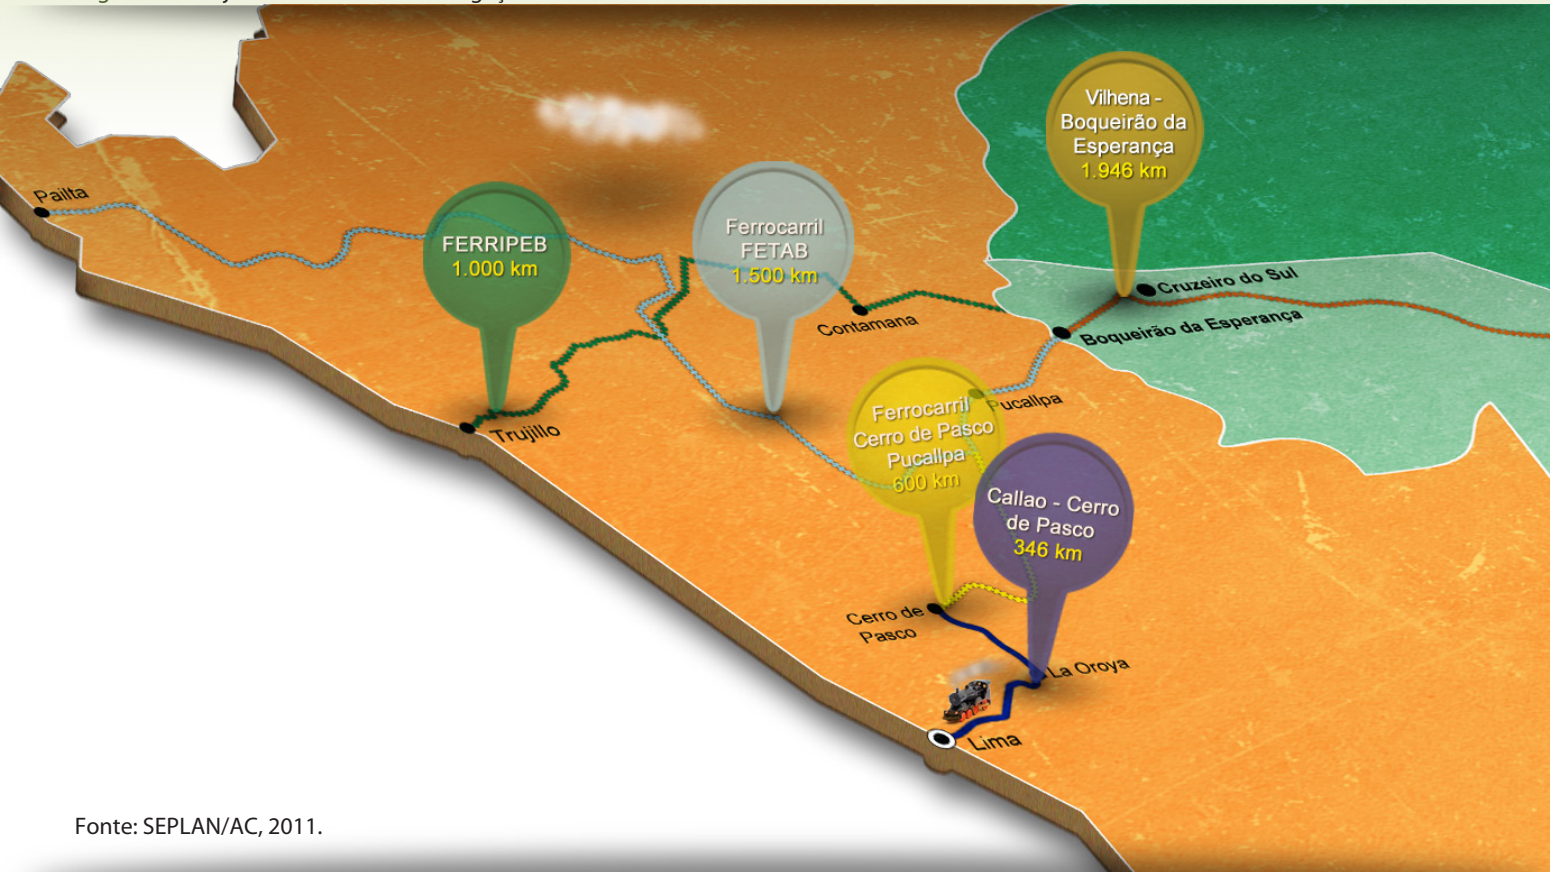 Vilhena -
Boqueirão da
Esperança
1.946 km
Pailta
FERRIPEB
1.000 km
Ferrocarril
FETAB
1.500 km
Cruzeiro do Sul
Contamana
Boqueirão da Esperança
Pucallpa
Ferrocarril
Cerro de Pasco
Pucallpa
600 km
Trujillo
Callao - Cerro
de Pasco
346 km
Cerro de
Pasco
La Oroya
Lima
Fonte: SEPLAN/AC, 2011.